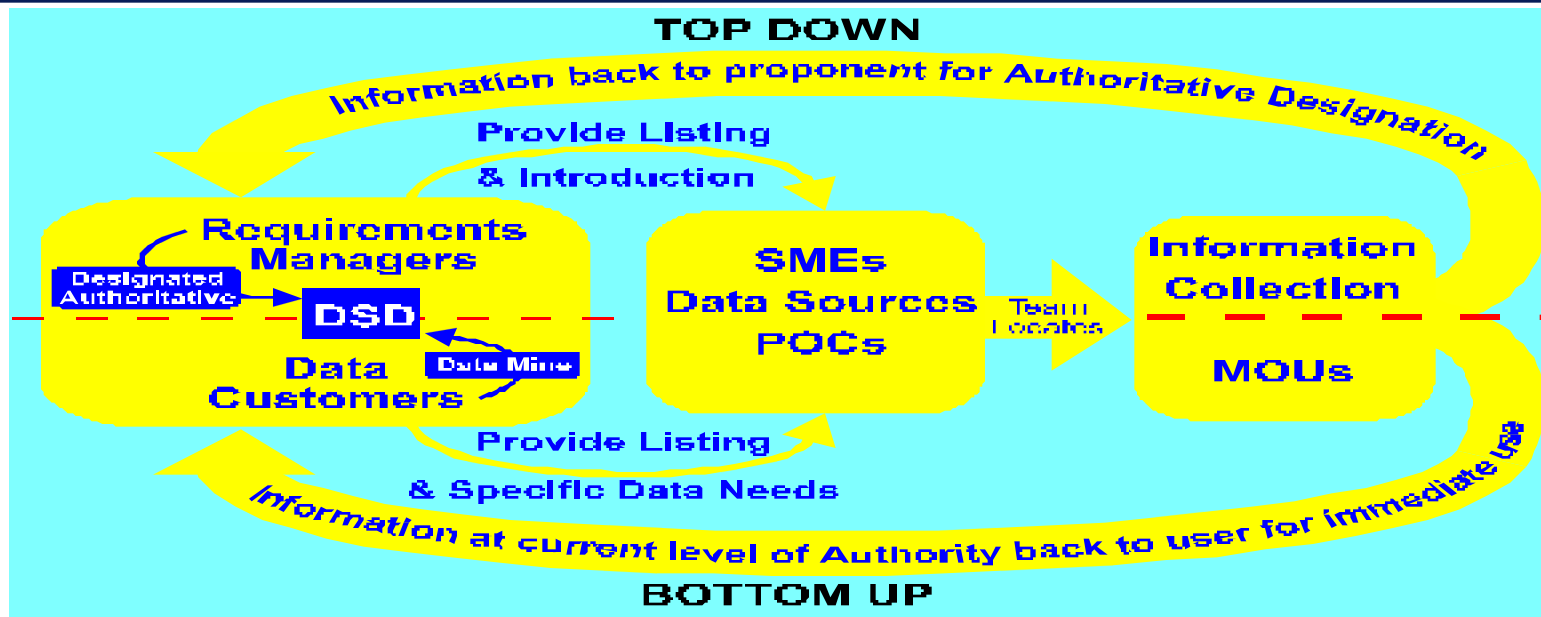 TOP DOWN
Information back to proponent for Authoritative Designation
Provide Listing
& Introduction
Requirements
Managers
Designated
Authoritative
DSD
Data Mine
Data
Customers
SMEs
Data Sources
POCs
Team
Locates
Information
Collection
MOUs
Provide Listing
& Specific Data Needs
Information at current level of Authority back to user for immediate use
BOTTOM UP